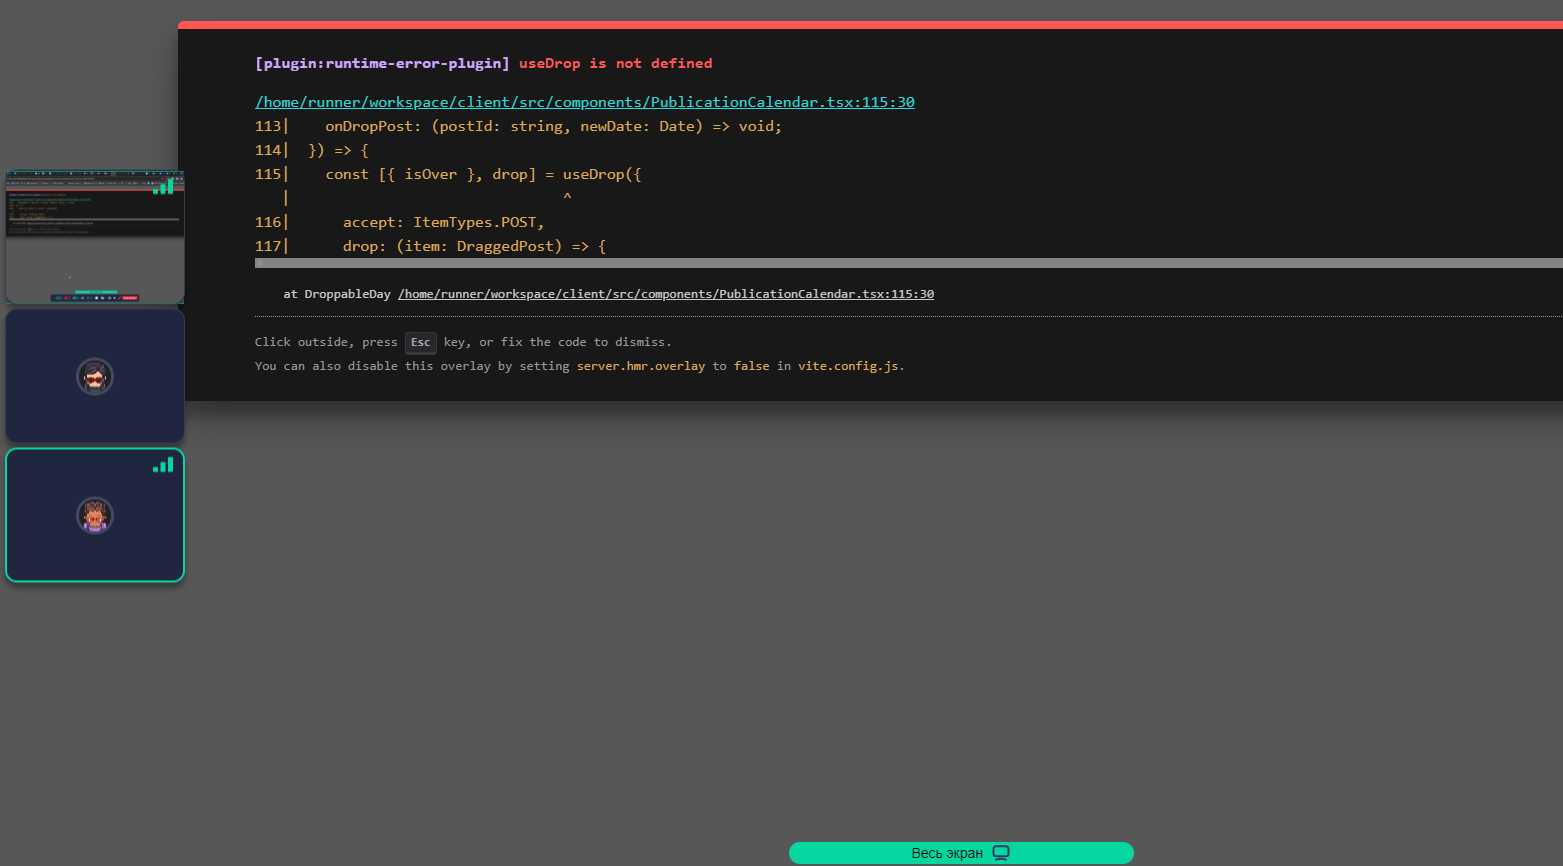 [plugin:runtime-error-plugin] useDrop is not defined
/home/runner/workspace/client/src/components/PublicationCalendar.tsx:115:30
113|    onDropPost: (postId: string, newDate: Date) => void;
114|  }) => {
115|    const [{ isOver }, drop] = useDrop({
   |                               ^
116|      accept: ItemTypes.POST,
117|      drop: (item: DraggedPost) => {
at DroppableDay /home/runner/workspace/client/src/components/PublicationCalendar.tsx:115:30
Click outside, press Esc key, or fix the code to dismiss.
You can also disable this overlay by setting server.hmr.overlay to false in vite.config.js.
Весь экран